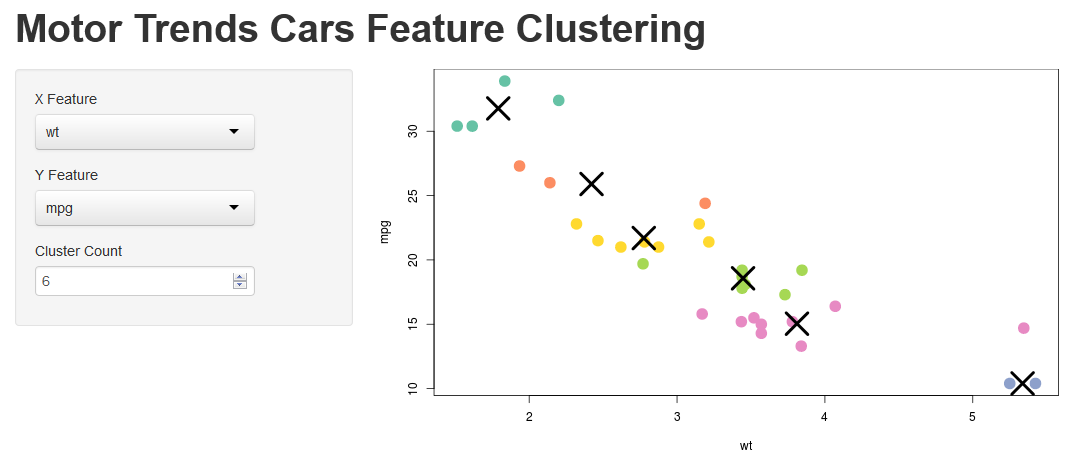 Motor Trends Cars Feature Clustering
X Feature
wt
Y Feature
mpg
Cluster Count
6
mpg
30
25
20
15
10
2 3 4 5
wt